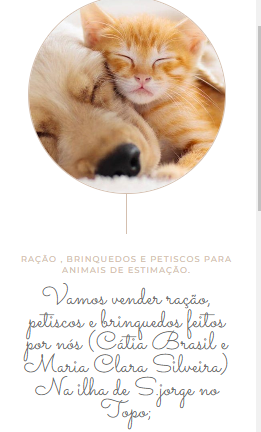 RAÇÃO , BRINQUEDOS E PETISCOS PARA
ANIMAIS DE ESTIMAÇÃO.
Vamos vender ração,
petiscos e brinquedos feitos
por nós (Cátia Brasil e
Maria Clara Silveira)
Na ilha de S.jorge no
Topo;